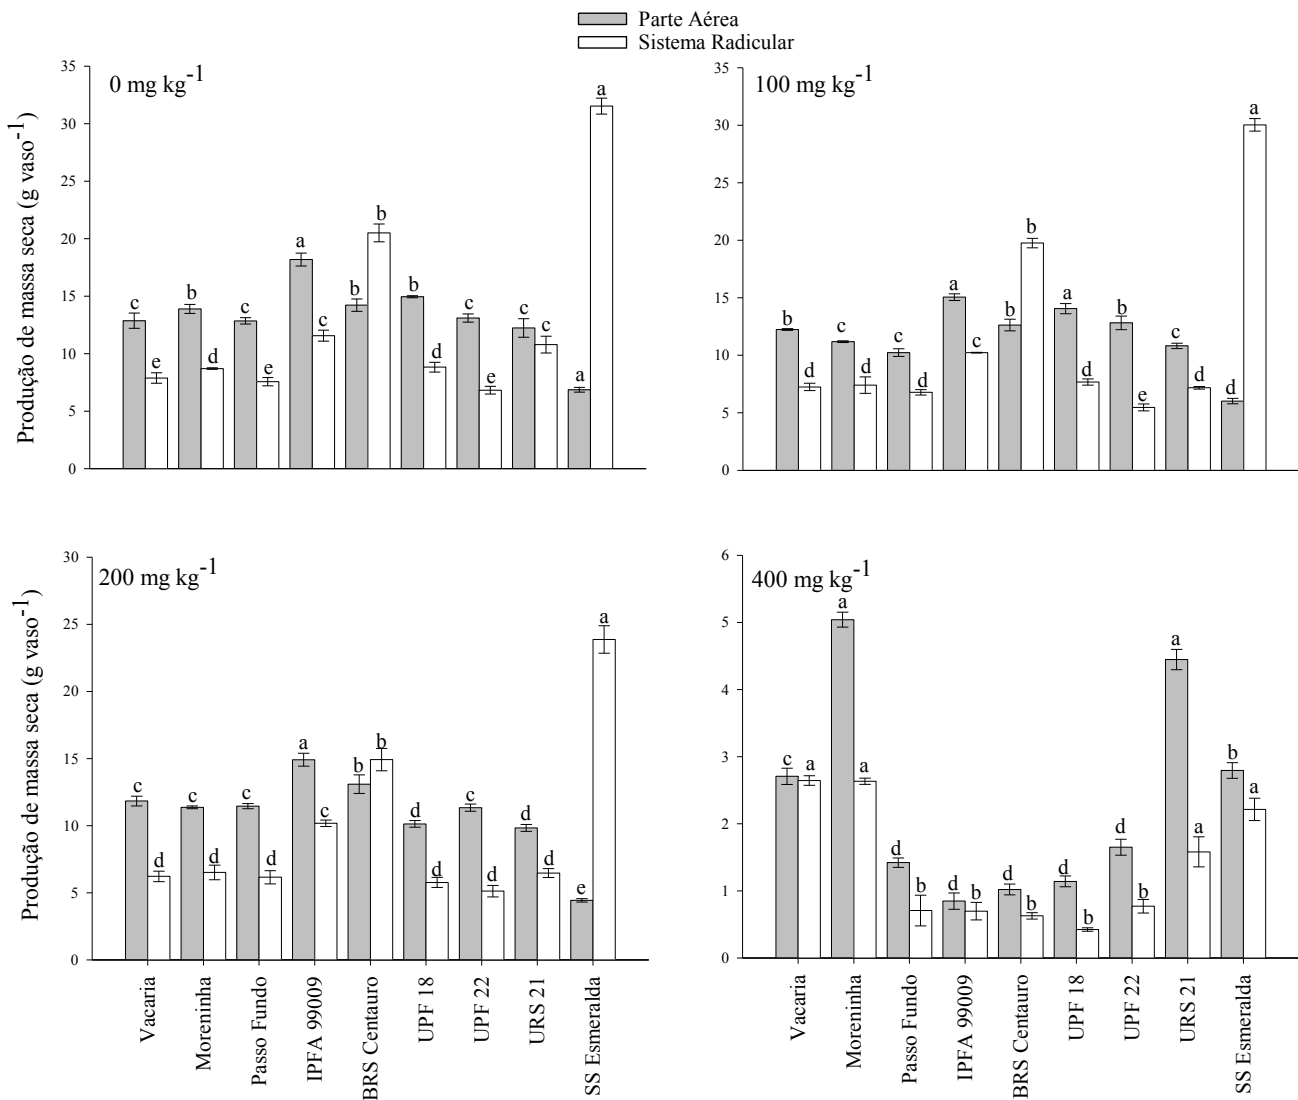 Parte Aérea
Sistema Radicular
0 mg kg-1
100 mg kg-1
Produção de massa seca (g vaso-1)
35
30
25
20
15
10
5
0
c
e
b
d
c
e
a
c
b
b
b
d
c
e
c
c
a
a
35
30
25
20
15
10
5
0
b
d
c
d
c
d
a
c
b
b
a
d
b
e
c
d
d
a
200 mg kg-1
400 mg kg-1
Produção de massa seca (g vaso-1)
30
25
20
15
10
5
0
c
d
c
d
c
d
a
c
b
b
d
d
c
d
d
d
e
a
6
5
4
3
2
1
0
c
a
a
a
d
b
d
b
d
b
d
b
d
b
a
a
b
a
Vacaria
Moreninha
Passo Fundo
IPFA 99009
BRS Centauro
UPF 18
UPF 22
URS 21
SS Esmeralda
Vacaria
Moreninha
Passo Fundo
IPFA 99009
BRS Centauro
UPF 18
UPF 22
URS 21
SS Esmeralda